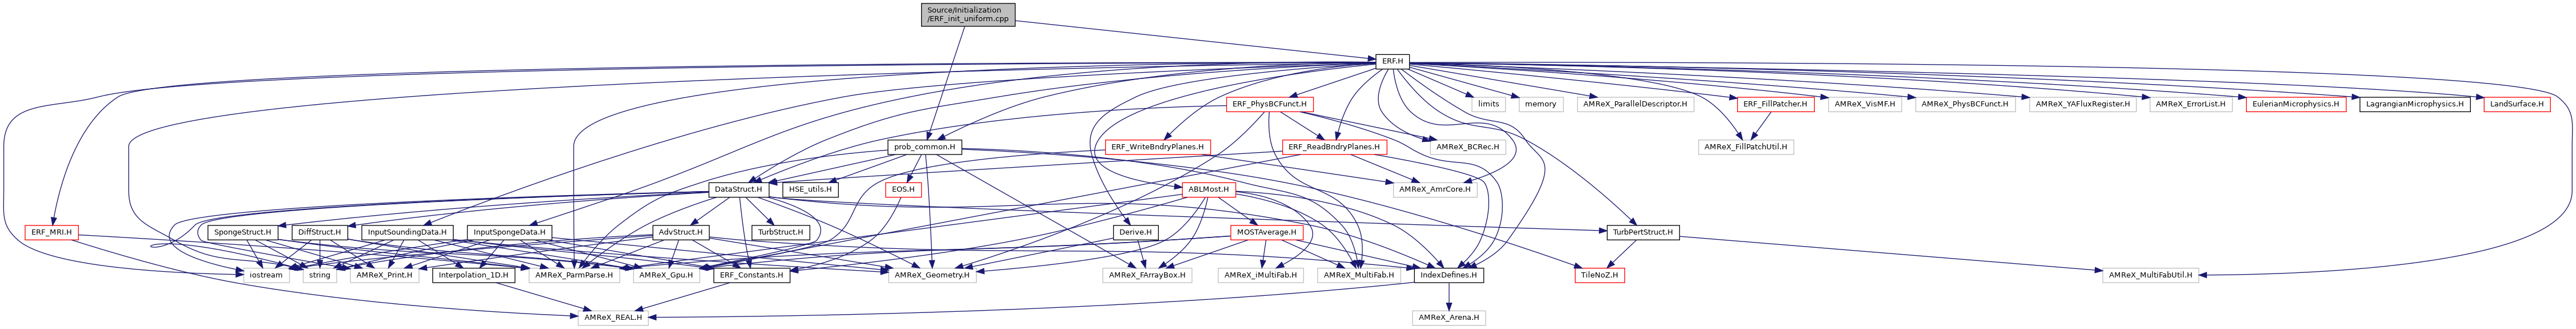 Source/Initialization
/ERF_init_uniform.cpp
ERF.H
ERF_PhysBCFunct.H
limits
memory
AMReX_ParallelDescriptor.H
ERF_FillPatcher.H
AMReX_VisMF.H
AMReX_PhysBCFunct.H
AMReX_YAFluxRegister.H
AMReX_ErrorList.H
EulerianMicrophysics.H
LagrangianMicrophysics.H
LandSurface.H
prob_common.H
ERF_WriteBndryPlanes.H
ERF_ReadBndryPlanes.H
AMReX_BCRec.H
AMReX_FillPatchUtil.H
DataStruct.H
HSE_utils.H
EOS.H
ABLMost.H
AMReX_AmrCore.H
ERF_MRI.H
SpongeStruct.H
DiffStruct.H
InputSoundingData.H
InputSpongeData.H
AdvStruct.H
TurbStruct.H
Derive.H
MOSTAverage.H
TurbPertStruct.H
iostream
string
AMReX_Print.H
Interpolation_1D.H
AMReX_ParmParse.H
AMReX_Gpu.H
ERF_Constants.H
AMReX_Geometry.H
AMReX_FArrayBox.H
AMReX_iMultiFab.H
AMReX_MultiFab.H
IndexDefines.H
TileNoZ.H
AMReX_MultiFabUtil.H
AMReX_REAL.H
AMReX_Arena.H